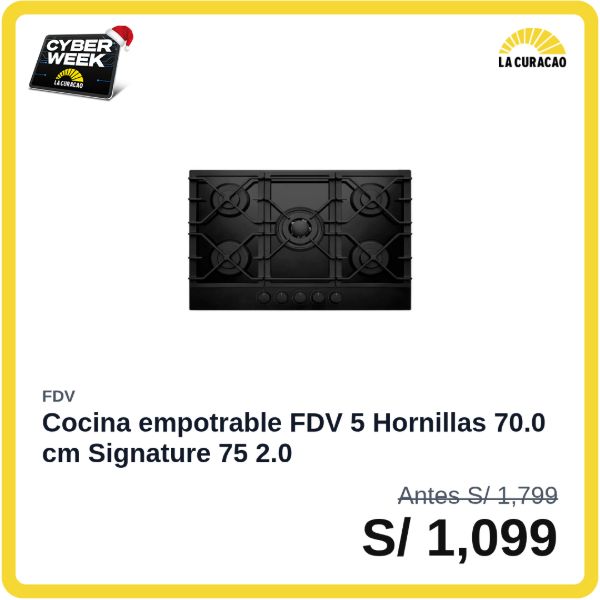 CYBER
WEEK
LA CURACAO
LA CURACAO
FDV
Cocina empotrable FDV 5 Hornillas 70.0
cm Signature 75 2.0
Antes S/ 1,799
S/ 1,099